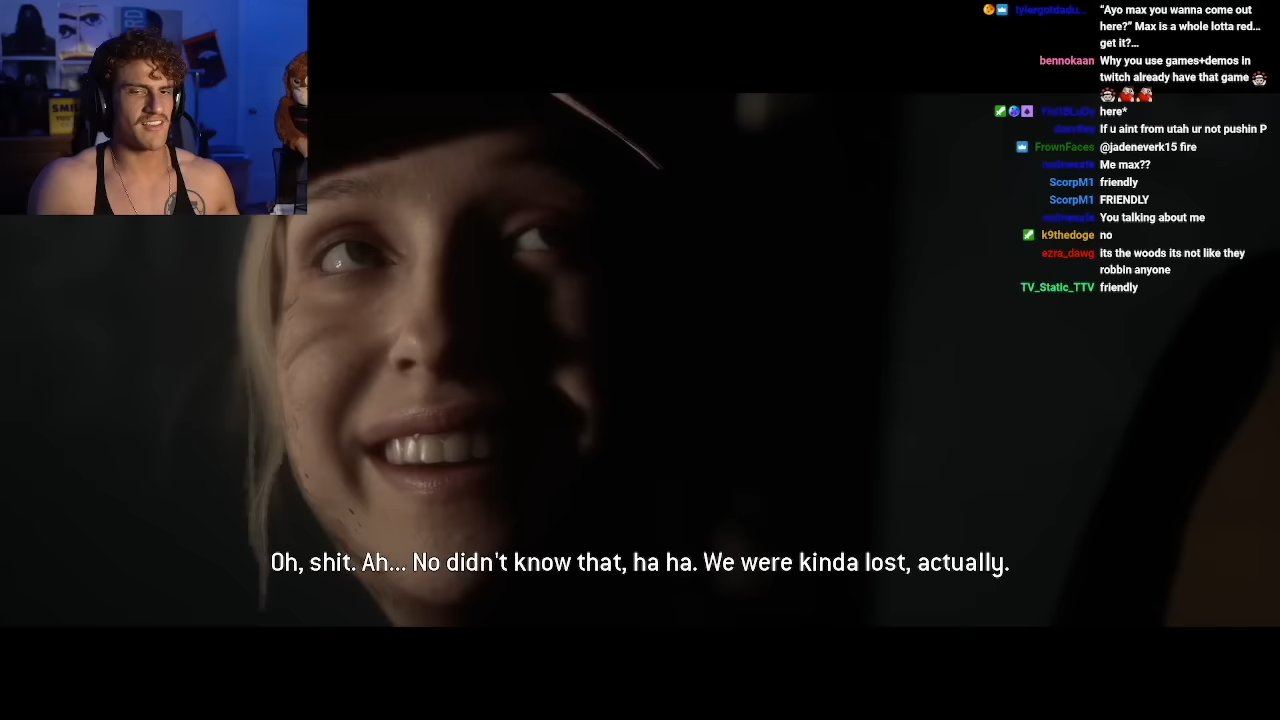 “Ayo max you wanna come out
here?” Max is a whole lotta red…
get it?…
bennokaan Why you use games+demos in
twitch already have that game
here*
If u aint from utah ur not pushin P
FrownFaces @jadeneverk15 fire
Me max??
ScorpM1 friendly
ScorpM1 FRIENDLY
You talking about me
k9thedoge no
ezra_dawg its the woods its not like they
robbin anyone
TV_Static_TTV friendly
Oh, shit. Ah... No didn't know that, ha ha. We were kinda lost, actually.